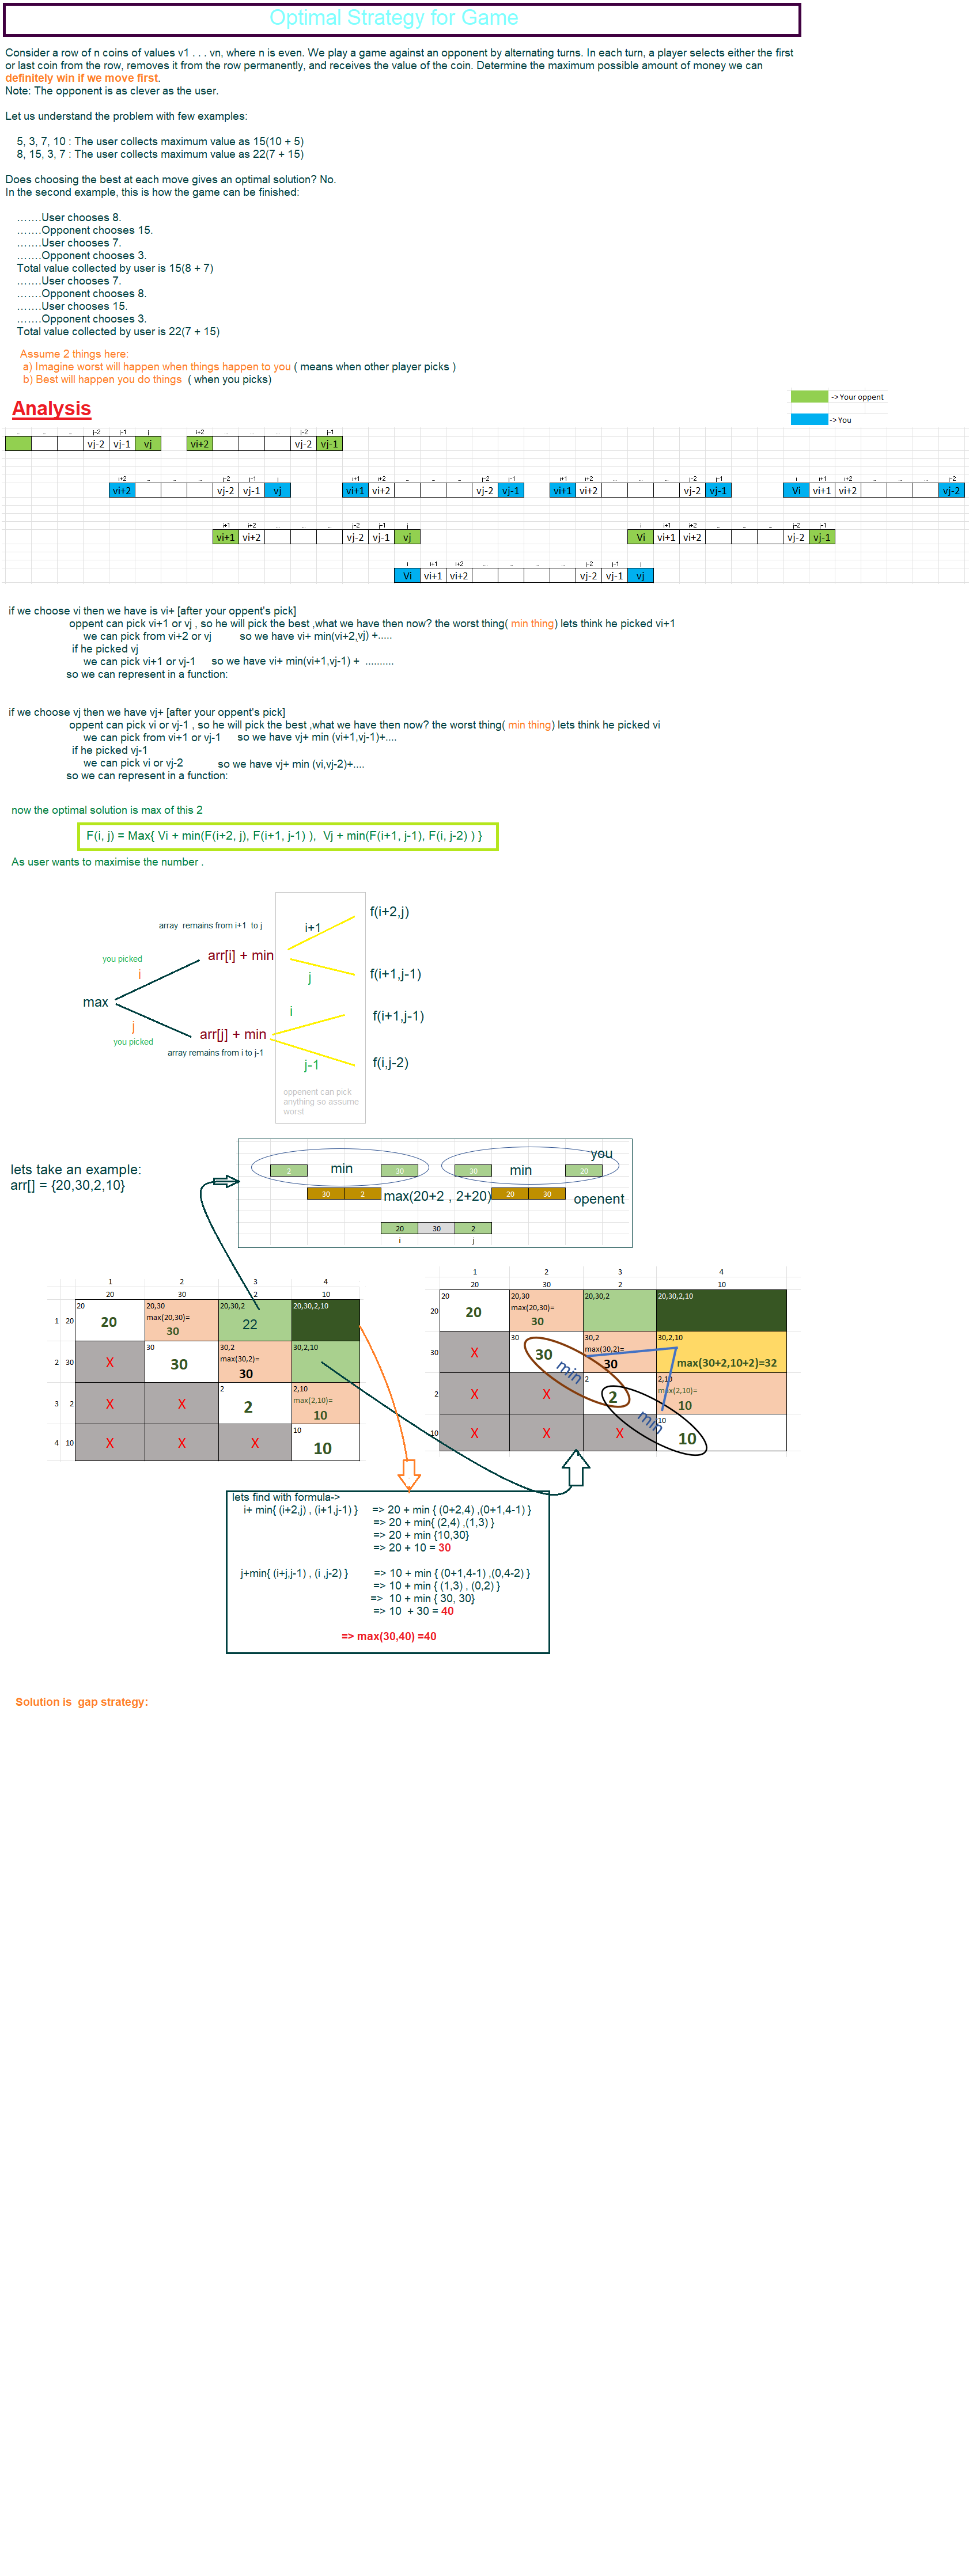 Optimal Strategy for Game
Consider a row of n coins of values v1 . . . vn, where n is even. We play a game against an opponent by alternating turns. In each turn, a player selects either the first
or last coin from the row, removes it from the row permanently, and receives the value of the coin. Determine the maximum possible amount of money we can
definitely win if we move first.
Note: The opponent is as clever as the user.
Let us understand the problem with few examples:
5, 3, 7, 10 : The user collects maximum value as 15(10 + 5)
8, 15, 3, 7 : The user collects maximum value as 22(7 + 15)
Does choosing the best at each move gives an optimal solution? No.
In the second example, this is how the game can be finished:
…….User chooses 8.
…….Opponent chooses 15.
…….User chooses 7.
…….Opponent chooses 3.
Total value collected by user is 15(8 + 7)
…….User chooses 7.
…….Opponent chooses 8.
…….User chooses 15.
…….Opponent chooses 3.
Total value collected by user is 22(7 + 15)
Assume 2 things here:
a) Imagine worst will happen when things happen to you ( means when other player picks )
b) Best will happen you do things ( when you picks)
Analysis
-> Your oppent
-> You
.. .. .. j-2 j-1 j i+2 .. .. .. j-2 j-1
vj-2 vj-1 vj vi+2 vj-2 vj-1
i+2 .. .. .. j-2 j-1 j i+1 i+2 .. .. .. j-2 j-1 i+1 i+2 .. .. .. j-2 j-1 i i+1 i+2 .. .. .. j-2
vi+2 vj-2 vj-1 vj vi+1 vi+2 vj-2 vj-1 vi+1 vi+2 vj-2 vj-1 Vi vi+1 vi+2 vj-2
i+1 i+2 .. .. .. j-2 j-1 j i i+1 i+2 .. .. .. j-2 j-1
vi+1 vi+2 vj-2 vj-1 vj Vi vi+1 vi+2 vj-2 vj-1
i i+1 i+2 .. .. .. .. j-2 j-1 j
Vi vi+1 vi+2 vj-2 vj-1 vj
if we choose vi then we have is vi+ [after your oppent's pick]
oppent can pick vi+1 or vj , so he will pick the best ,what we have then now? the worst thing( min thing) lets think he picked vi+1
we can pick from vi+2 or vj so we have vi+ min(vi+2,vj) +.....
if he picked vj
we can pick vi+1 or vj-1 so we have vi+ min(vi+1,vj-1) + ..........
so we can represent in a function:
if we choose vj then we have vj+ [after your oppent's pick]
oppent can pick vi or vj-1 , so he will pick the best ,what we have then now? the worst thing( min thing) lets think he picked vi
we can pick from vi+1 or vj-1 so we have vj+ min (vi+1,vj-1)+....
if he picked vj-1
we can pick vi or vj-2 so we have vj+ min (vi,vj-2)+....
so we can represent in a function:
now the optimal solution is max of this 2
F(i, j) = Max{ Vi + min(F(i+2, j), F(i+1, j-1) ), Vj + min(F(i+1, j-1), F(i, j-2) ) }
As user wants to maximise the number .
f(i+2,j)
array remains from i+1 to j
i+1
you picked
arr[i] + min
i
j
f(i+1,j-1)
max
i
f(i+1,j-1)
j
arr[j] + min
you picked
array remains from i to j-1
j-1
f(i,j-2)
oppenent can pick
anything so assume
worst
lets take an example:
arr[] = {20,30,2,10}
you
2 min 30 30 min 20
30 2 max(20+2 , 2+20) 20 30 openent
20 30 2
i j
1 2 3 4
20 30 2 10
1 20 20 20,30 20,30,2 20,30,2,10
20 max(20,30)= 22
30
2 30 X 30 30,2 30,2,10
30 max(30,2)=
30
3 2 X X 2 2,10
2 max(2,10)=
10
4 10 X X X 10
10
1 2 3 4
20 30 2 10
20 20 20,30 20,30,2 20,30,2,10
20 max(20,30)=
30
30 X 30 30,2 30,2,10
30 max(30,2)=
30 max(30+2,10+2)=32
min
2 X X 2 2,10
2 max(2,10)=
10
min
10 X X X 10
10
lets find with formula->
i+ min{ (i+2,j) , (i+1,j-1) } => 20 + min { (0+2,4) ,(0+1,4-1) }
=> 20 + min{ (2,4) ,(1,3) }
=> 20 + min {10,30}
=> 20 + 10 = 30
j+min{ (i+j,j-1) , (i ,j-2) } => 10 + min { (0+1,4-1) ,(0,4-2) }
=> 10 + min { (1,3) , (0,2) }
=> 10 + min { 30, 30}
=> 10 + 30 = 40
=> max(30,40) =40
Solution is gap strategy: